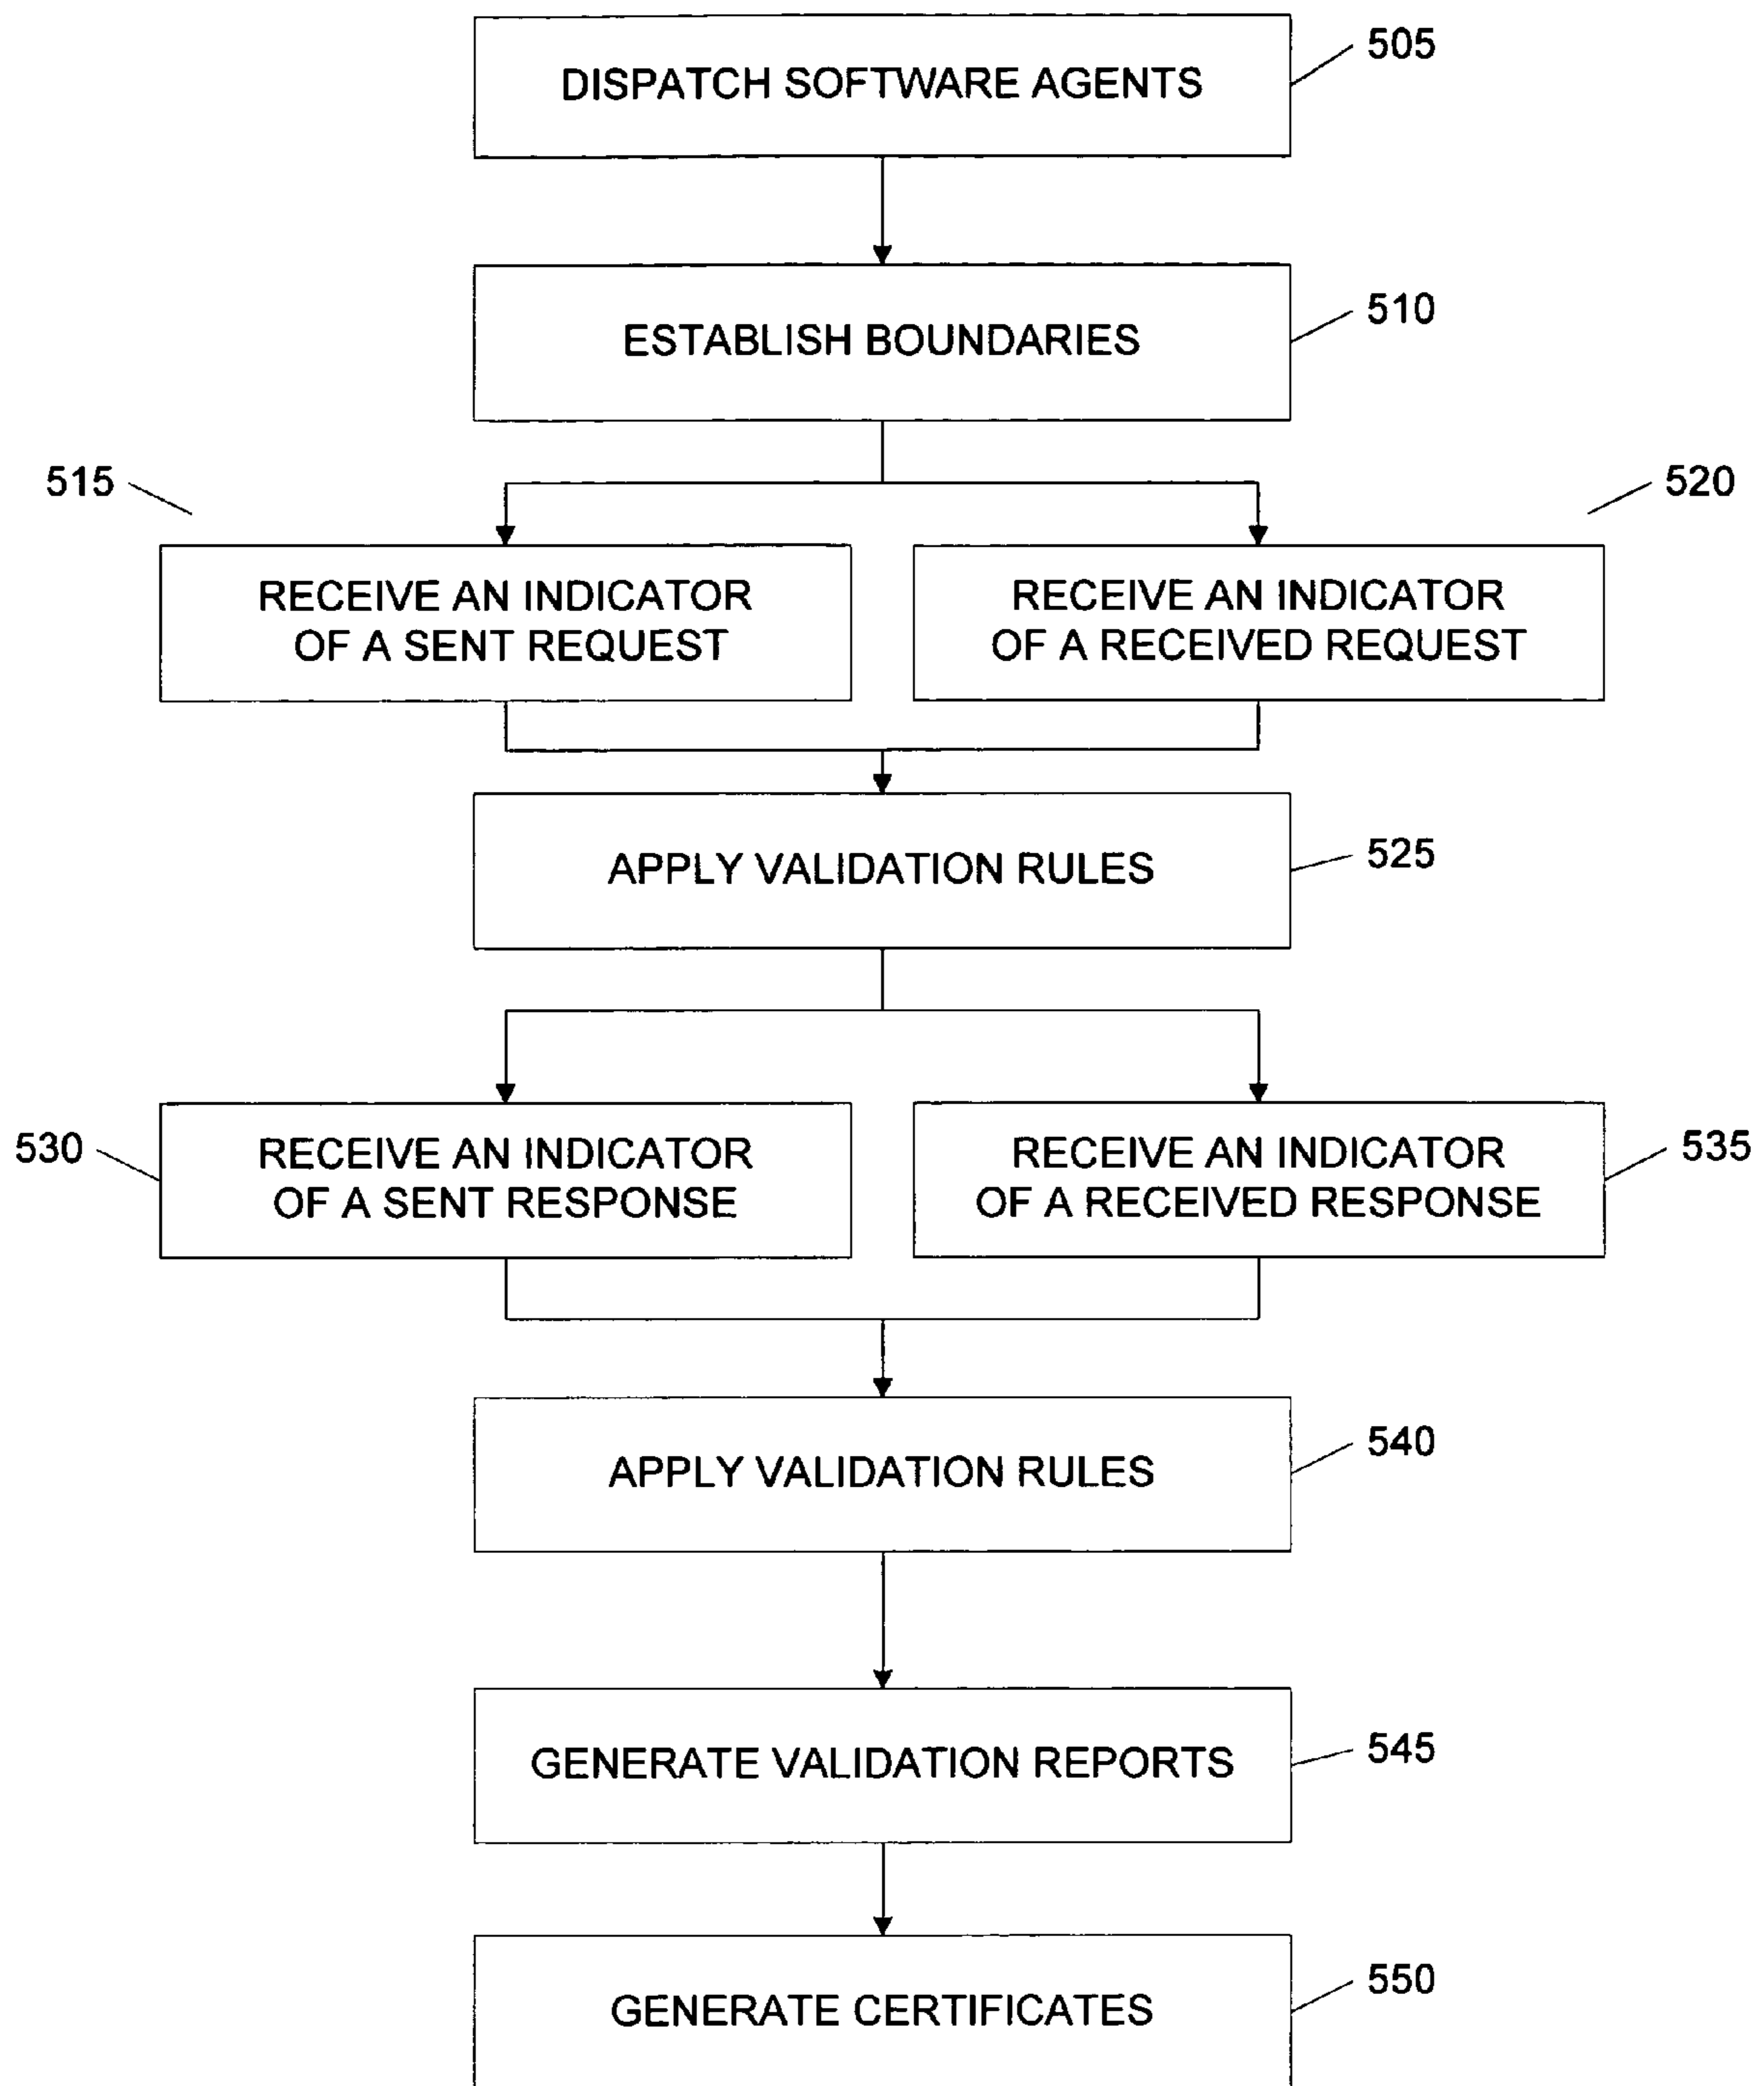 DISPATCH SOFTWARE AGENTS
505
ESTABLISH BOUNDARIES
510
515
520
RECEIVE AN INDICATOR
OF A SENT REQUEST
RECEIVE AN INDICATOR
OF A RECEIVED REQUEST
APPLY VALIDATION RULES
525
530
RECEIVE AN INDICATOR
OF A SENT RESPONSE
RECEIVE AN INDICATOR
OF A RECEIVED RESPONSE
535
APPLY VALIDATION RULES
540
GENERATE VALIDATION REPORTS
545
GENERATE CERTIFICATES
550